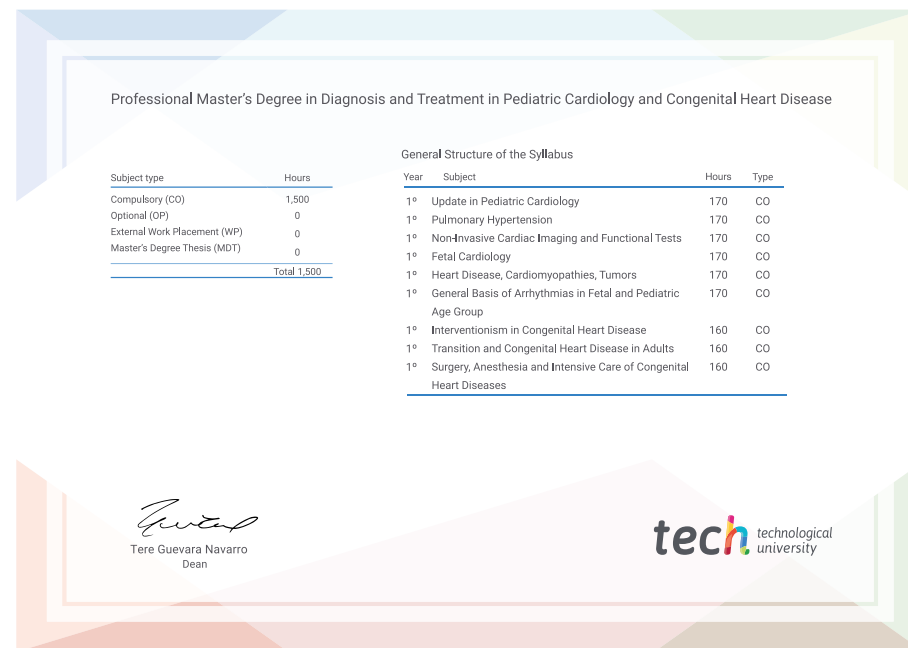 Professional Master's Degree in Diagnosis and Treatment in Pediatric Cardiology and Congenital Heart Disease
Subject type Hours
Compulsory (CO) 1,500
Optional (OP) 0
External Work Placement (WP) 0
Master's Degree Thesis (MDT) 0
Total 1,500
General Structure of the Syllabus
Year Subject Hours Type
1º Update in Pediatric Cardiology 170 CO
1º Pulmonary Hypertension 170 CO
1º Non-Invasive Cardiac Imaging and Functional Tests 170 CO
1º Fetal Cardiology 170 CO
1º Heart Disease, Cardiomyopathies, Tumors 170 CO
1º General Basis of Arrhythmias in Fetal and Pediatric 170 CO
Age Group
1º Interventionism in Congenital Heart Disease 160 CO
1º Transition and Congenital Heart Disease in Adults 160 CO
1º Surgery, Anesthesia and Intensive Care of Congenital 160 CO
Heart Diseases
Tere Guevara Navarro
Dean
tech technological
university